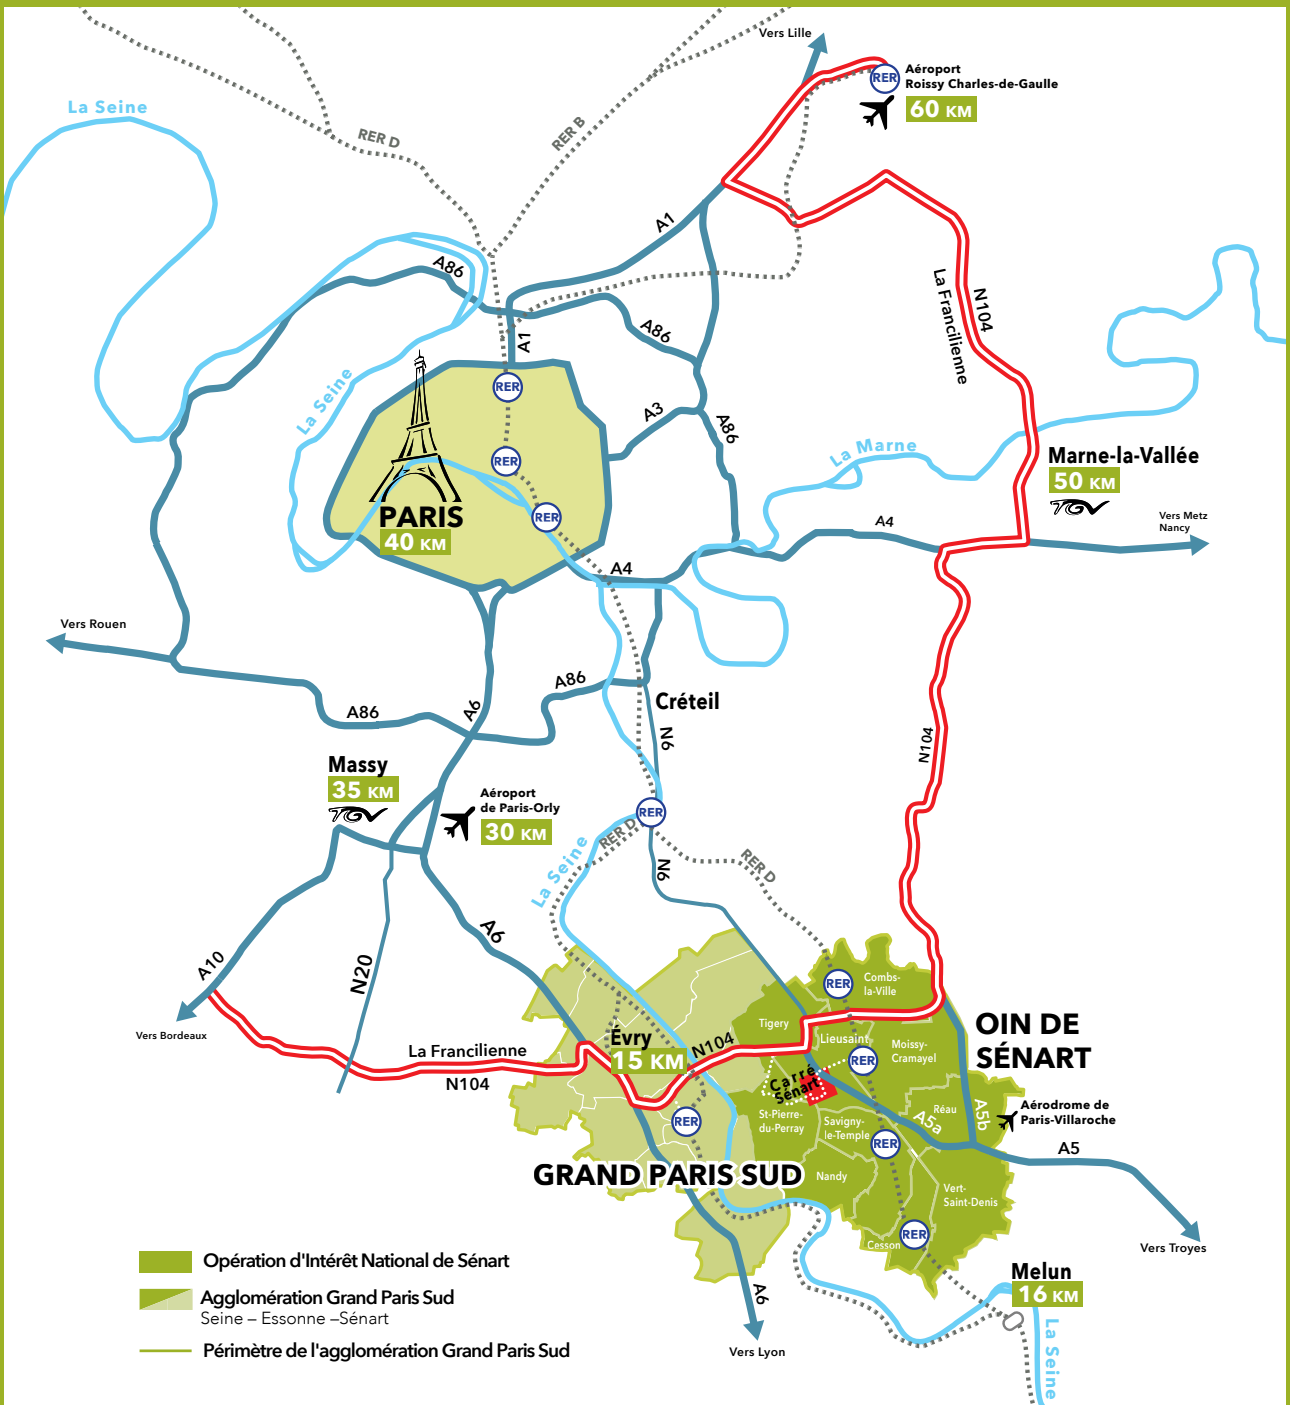 Vers Lille
RER
Aéroport
Roissy Charles-de-Gaulle
60 KM
La Seine
RER D
RER B
A1
A86
La Francilienne
N104
A1
A86
La Seine
RER
A3
A86
RER
La Marne
Marne-la-Vallée
50 KM
TGV
PARIS
40 KM
RER
A4
Vers Metz
Nancy
A4
Vers Rouen
A86
Créteil
A86
A6
N6
N104
Massy
35 KM
TGV
Aéroport
de Paris-Orly
30 KM
RER
RER D
La Seine
N6
RER D
A6
A10
N20
Vers Bordeaux
La Francilienne
N104
Évry
15 KM
N104
RER
Combs-
la-Ville
Tigery
Lieusaint
Moissy-
Cramayel
OIN DE
SÉNART
RER
Carré
Sénart
St-Pierre-
du-Perray
Savigny-
le-Temple
Réau
A5a
A5b
Aérodrome de
Paris-Villaroche
RER
RER
A5
GRAND PARIS SUD
Nandy
Vert-
Saint-Denis
Cesson
RER
Vers Troyes
Melun
16 KM
La Seine
A6
Vers Lyon
Opération d'Intérêt National de Sénart
Agglomération Grand Paris Sud
Seine – Essonne –Sénart
Périmètre de l'agglomération Grand Paris Sud